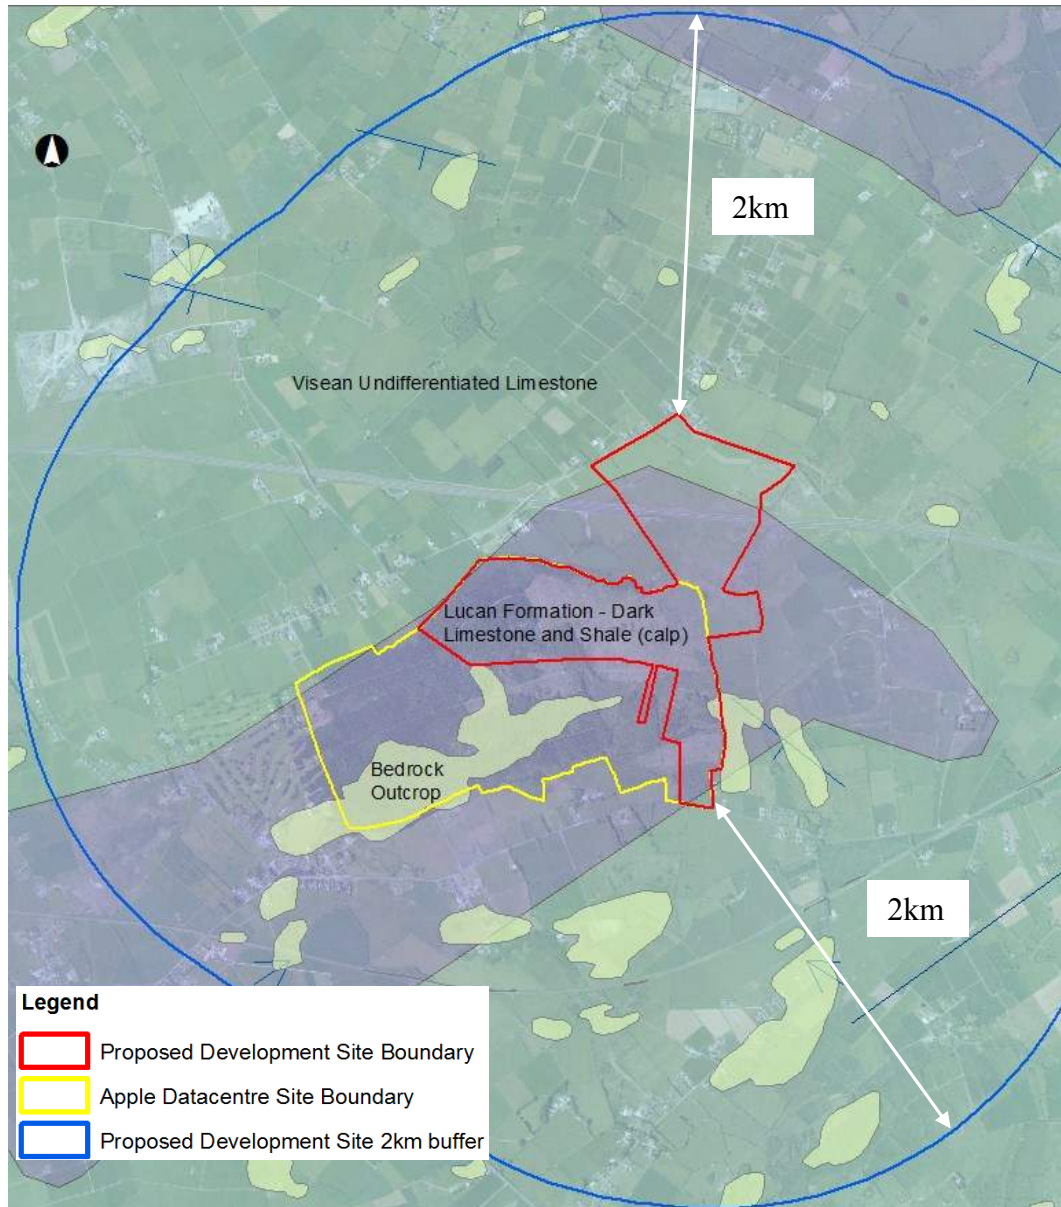 2km
Visean Undifferentiated Limestone
Lucan Formation - Dark
Limestone and Shale (calp)
Bedrock
Outcrop
2km
Legend
Proposed Development Site Boundary
Apple Datacentre Site Boundary
Proposed Development Site 2km buffer